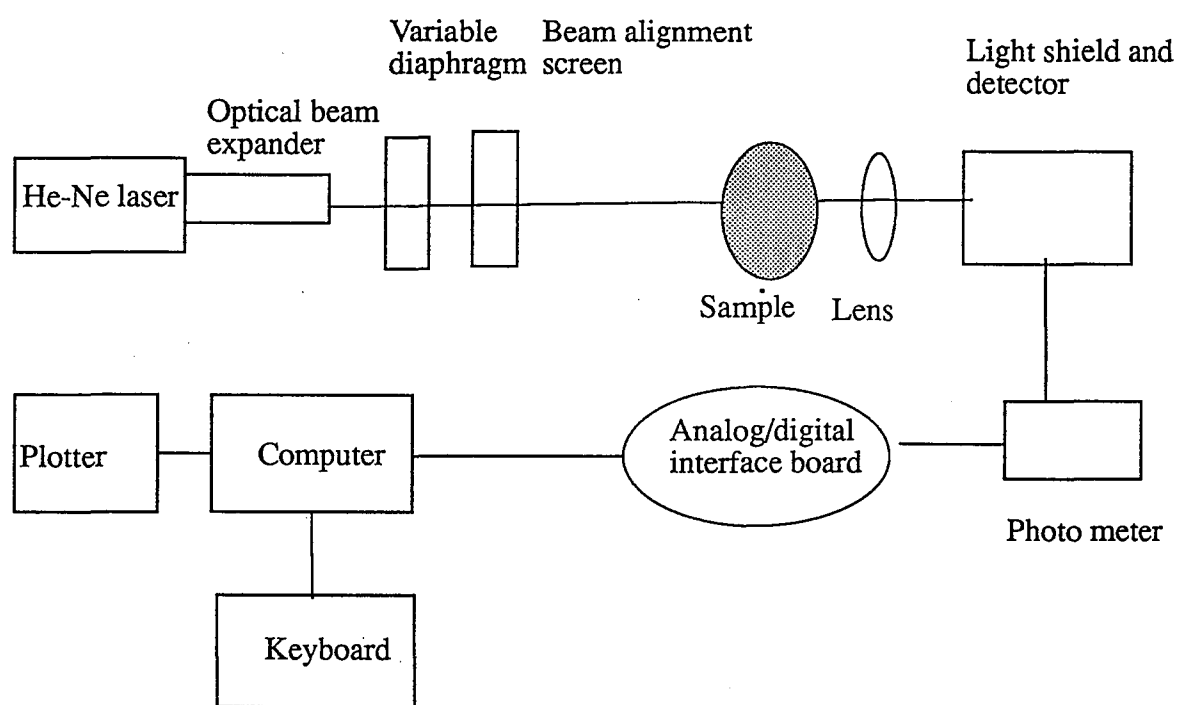 Variable
diaphragm
Beam alignment
screen
Light shield and
detector
Optical beam
expander
He-Ne laser
Sample
Lens
Plotter
Computer
Analog/digital
interface board
Photo meter
Keyboard